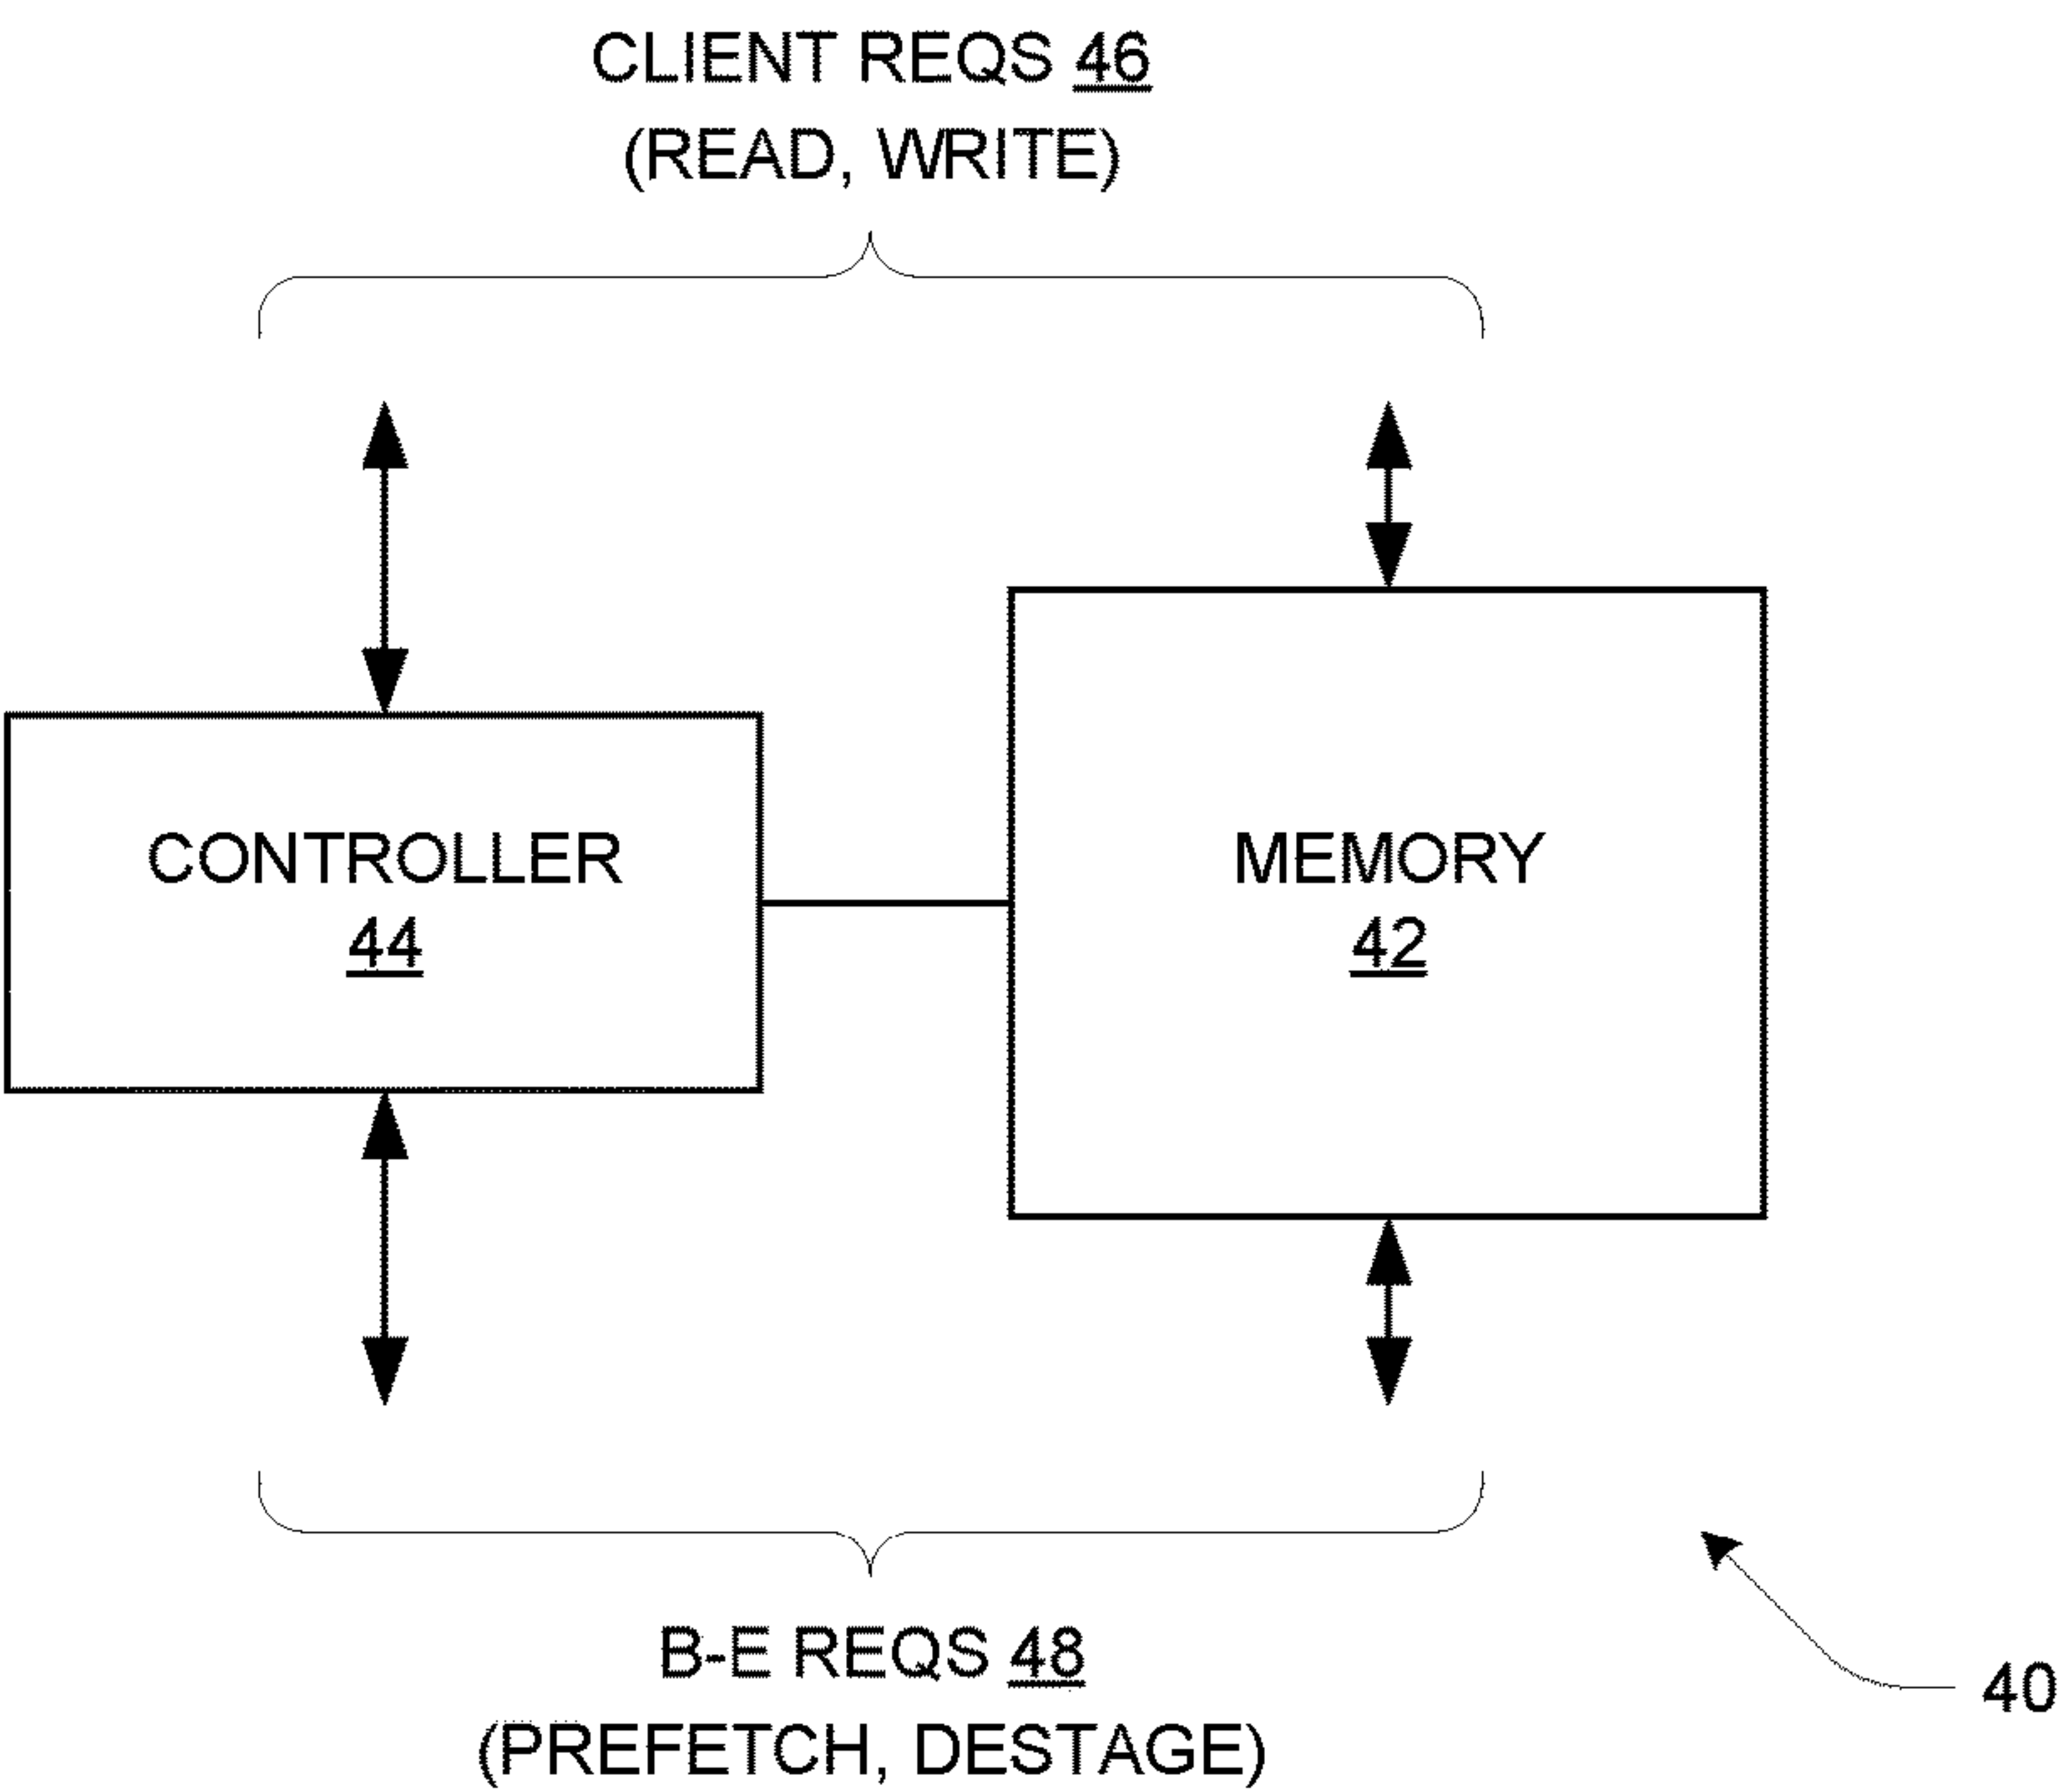 CLIENT REQS 46
(READ, WRITE)
CONTROLLER
44
MEMORY
42
B-E REQS 48
(PREFETCH, DESTAGE)
40